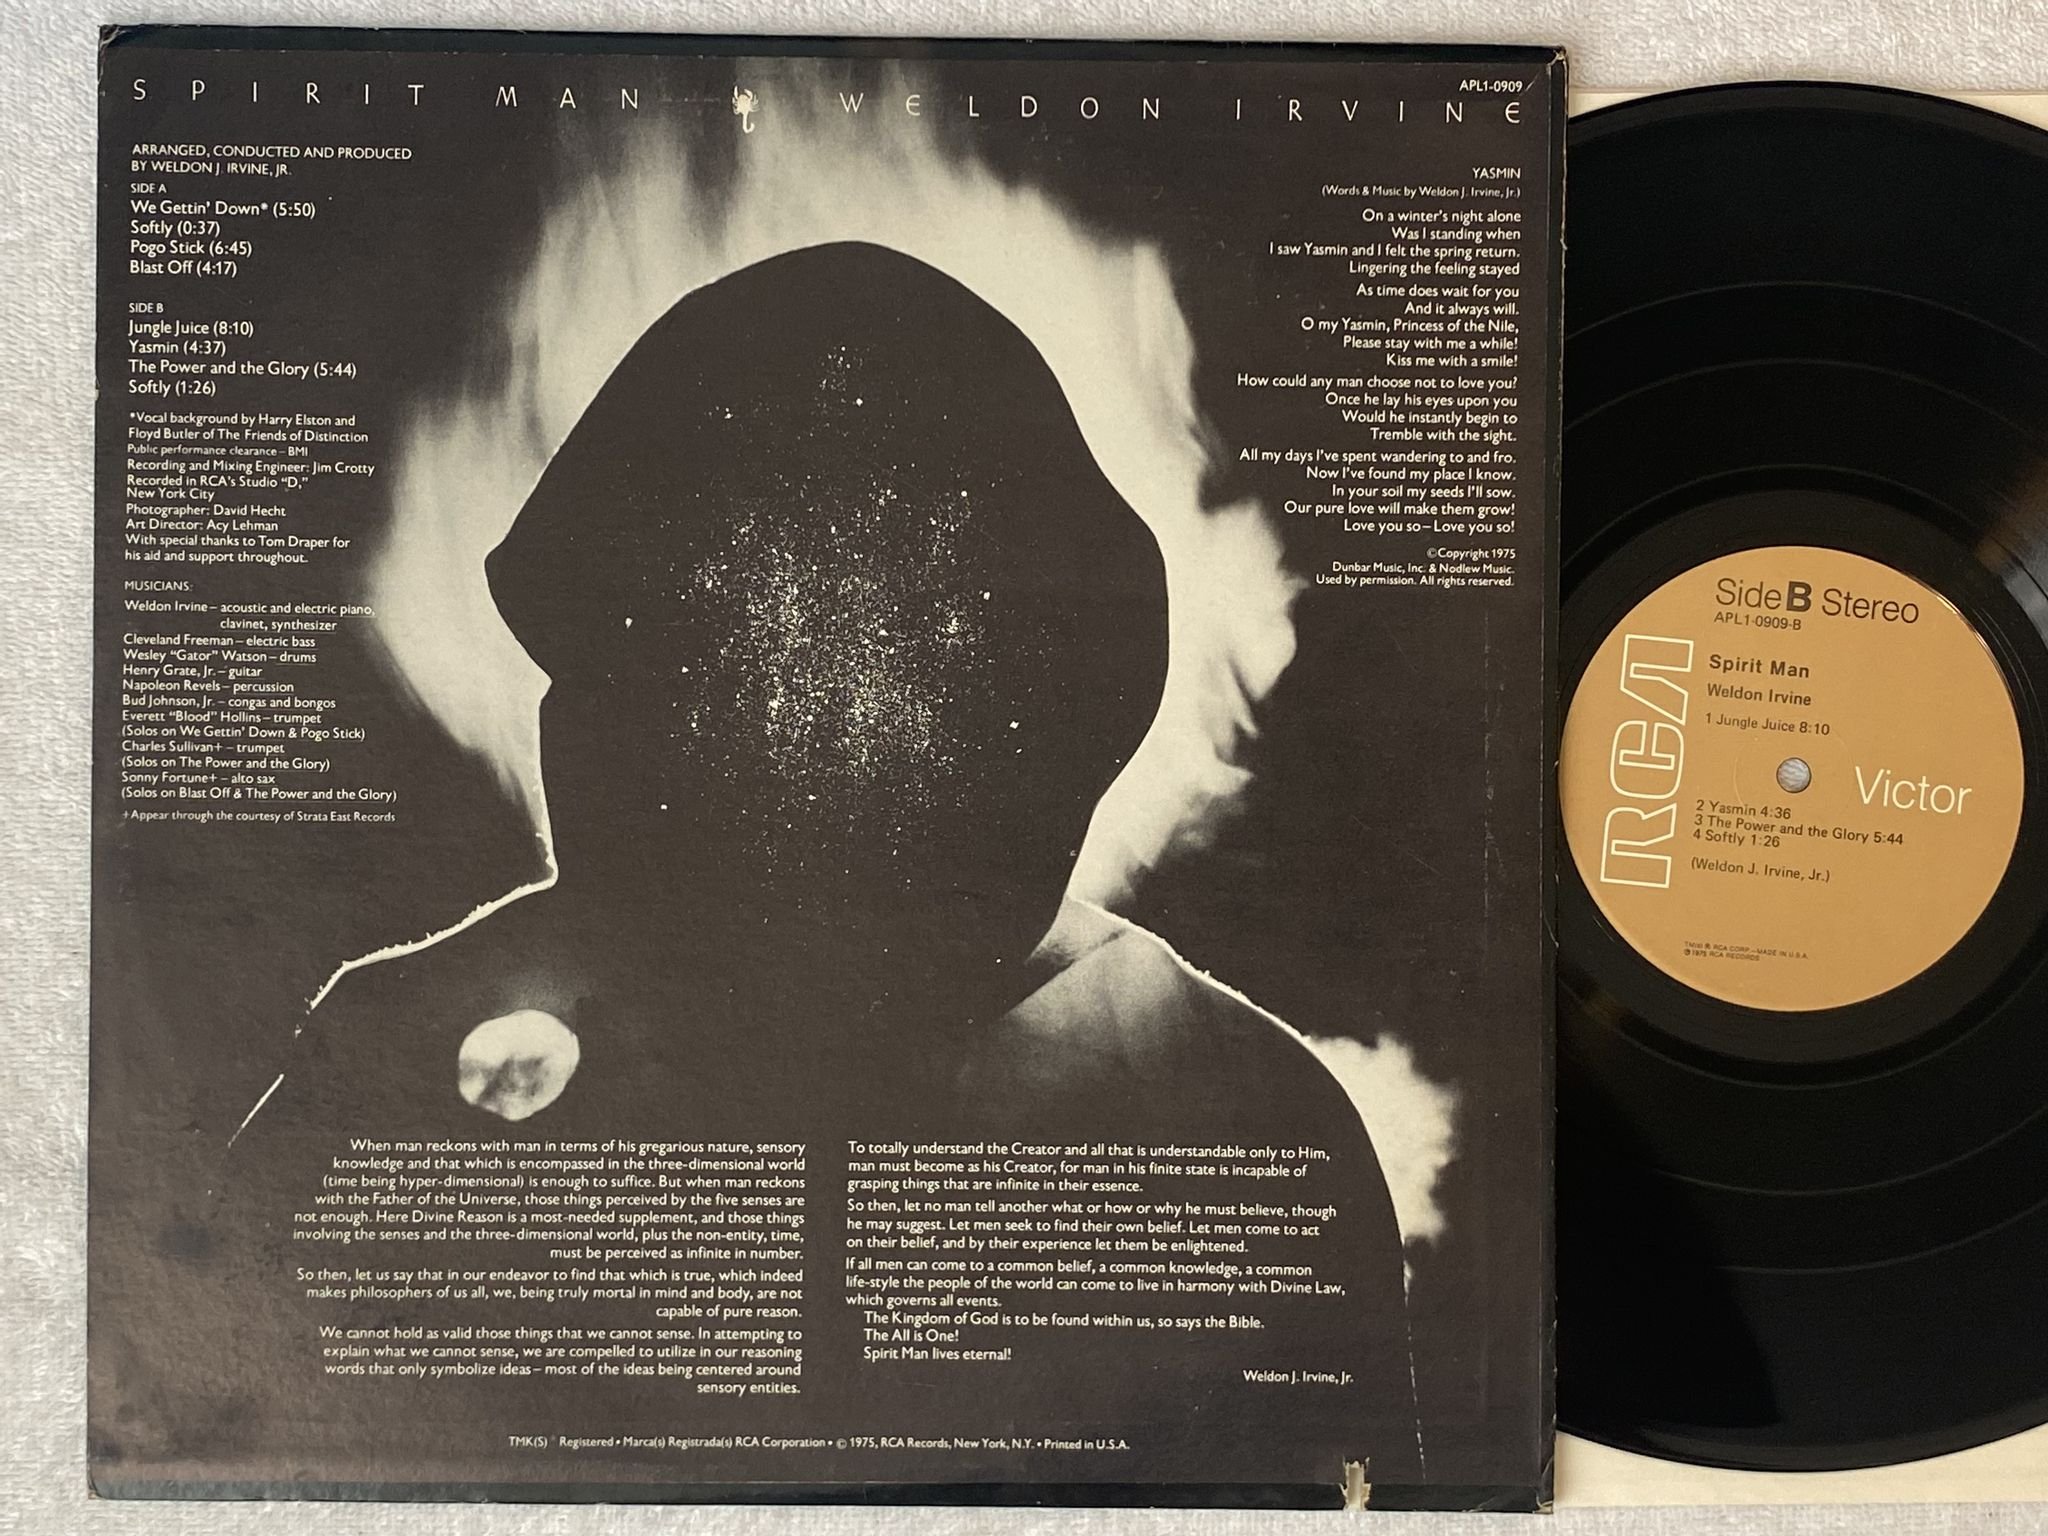 SPIRIT MAN WELDON IRVINE
APL1-0909
ARRANGED, CONDUCTED AND PRODUCED
BY WELDON J. IRVINE, JR.
SIDE A
We Gettin' Down* (5:50)
Softly (0:37)
Pogo Stick (6:45)
Blast Off (4:17)
SIDE B
Jungle Juice (8:10)
Yasmin (4:37)
The Power and the Glory (5:44)
Softly (1:26)
*Vocal background by Harry Elston and
Floyd Butler of The Friends of Distinction
Public performance clearance – BMI
Recording and Mixing Engineer: Jim Crotty
Recorded in RCA's Studio "D,"
New York City
Photographer: David Hecht
Art Director: Acy Lehman
With special thanks to Tom Draper for
his aid and support throughout.
MUSICIANS:
Weldon Irvine – acoustic and electric piano,
clavinet, synthesizer
Cleveland Freeman – electric bass
Wesley "Gator" Watson – drums
Henry Grate, Jr. – guitar
Napoleon Revels – percussion
Bud Johnson, Jr. – congas and bongos
Everett "Blood" Hollins – trumpet
(Solos on We Gettin' Down & Pogo Stick)
Charles Sullivan+ – trumpet
(Solos on The Power and the Glory)
Sonny Fortune+ – alto sax
(Solos on Blast Off & The Power and the Glory)
+Appear through the courtesy of Strata East Records
YASMIN
(Words & Music by Weldon J. Irvine, Jr.)
On a winter's night alone
Was I standing when
I saw Yasmin and I felt the spring return.
Lingering the feeling stayed
As time does wait for you
And it always will.
O my Yasmin, Princess of the Nile,
Please stay with me a while!
Kiss me with a smile!
How could any man choose not to love you?
Once he lay his eyes upon you
Would he instantly begin to
Tremble with the sight.
All my days I've spent wandering to and fro.
Now I've found my place I know.
In your soil my seeds I'll sow.
Our pure love will make them grow!
Love you so – Love you so!
©Copyright 1975
Dunbar Music, Inc. & Nodlew Music.
Used by permission. All rights reserved.
When man reckons with man in terms of his gregarious nature, sensory
knowledge and that which is encompassed in the three-dimensional world
(time being hyper-dimensional) is enough to suffice. But when man reckons
with the Father of the Universe, those things perceived by the five senses are
not enough. Here Divine Reason is a most-needed supplement, and those things
involving the senses and the three-dimensional world, plus the non-entity, time,
must be perceived as infinite in number.
So then, let us say that in our endeavor to find that which is true, which indeed
makes philosophers of us all, we, being truly mortal in mind and body, are not
capable of pure reason.
We cannot hold as valid those things that we cannot sense. In attempting to
explain what we cannot sense, we are compelled to utilize in our reasoning
words that only symbolize ideas – most of the ideas being centered around
sensory entities.
To totally understand the Creator and all that is understandable only to Him,
man must become as his Creator, for man in his finite state is incapable of
grasping things that are infinite in their essence.
So then, let no man tell another what or how or why he must believe, though
he may suggest. Let men seek to find their own belief. Let men come to act
on their belief, and by their experience let them be enlightened.
If all men can come to a common belief, a common knowledge, a common
life-style the people of the world can come to live in harmony with Divine Law,
which governs all events.
The Kingdom of God is to be found within us, so says the Bible.
The All is One!
Spirit Man lives eternal!
Weldon J. Irvine, Jr.
TMK(S) ® Registered • Marca(s) Registrada(s) RCA Corporation • © 1975, RCA Records, New York, N.Y. • Printed in U.S.A.
Side B Stereo
APL1-0909-B
Spirit Man
Weldon Irvine
1 Jungle Juice 8:10
RCA
Victor
2 Yasmin 4:36
3 The Power and the Glory 5:44
4 Softly 1:26
(Weldon J. Irvine, Jr.)
TM(s) ® RCA CORP.—MADE IN U.S.A.
℗ 1975 RCA RECORDS